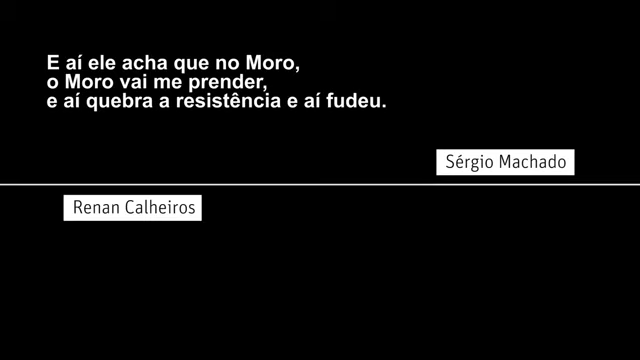 E aí ele acha que no Moro,
o Moro vai me prender,
e aí quebra a resistência e aí fudeu.
Sérgio Machado
Renan Calheiros